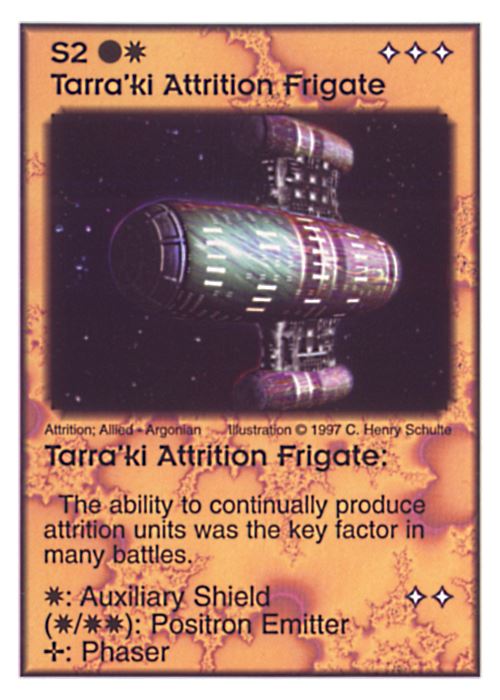 S2 ●✷
Tarra'ki Attrition Frigate
Attrition; Allied - Argonian Illustration © 1997 C. Henry Schulte
Tarra'ki Attrition Frigate:
The ability to continually produce
attrition units was the key factor in
many battles.
✷: Auxiliary Shield
(✷/✷✷): Positron Emitter
✛: Phaser